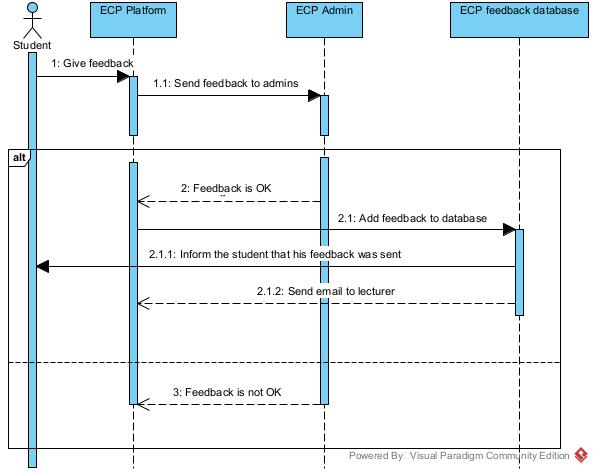 ECP Platform
ECP Admin
ECP feedback database
Student
1: Give feedback
1.1: Send feedback to admins
alt
2: Feedback is OK
2.1: Add feedback to database
2.1.1: Inform the student that his feedback was sent
2.1.2: Send email to lecturer
3: Feedback is not OK
Powered By: Visual Paradigm Community Edition